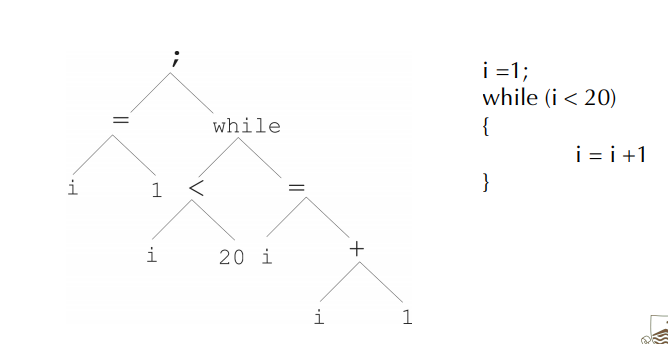 ;
= while
i 1 < =
i 20 i +
i 1
i =1;
while (i < 20)
{
i = i +1
}